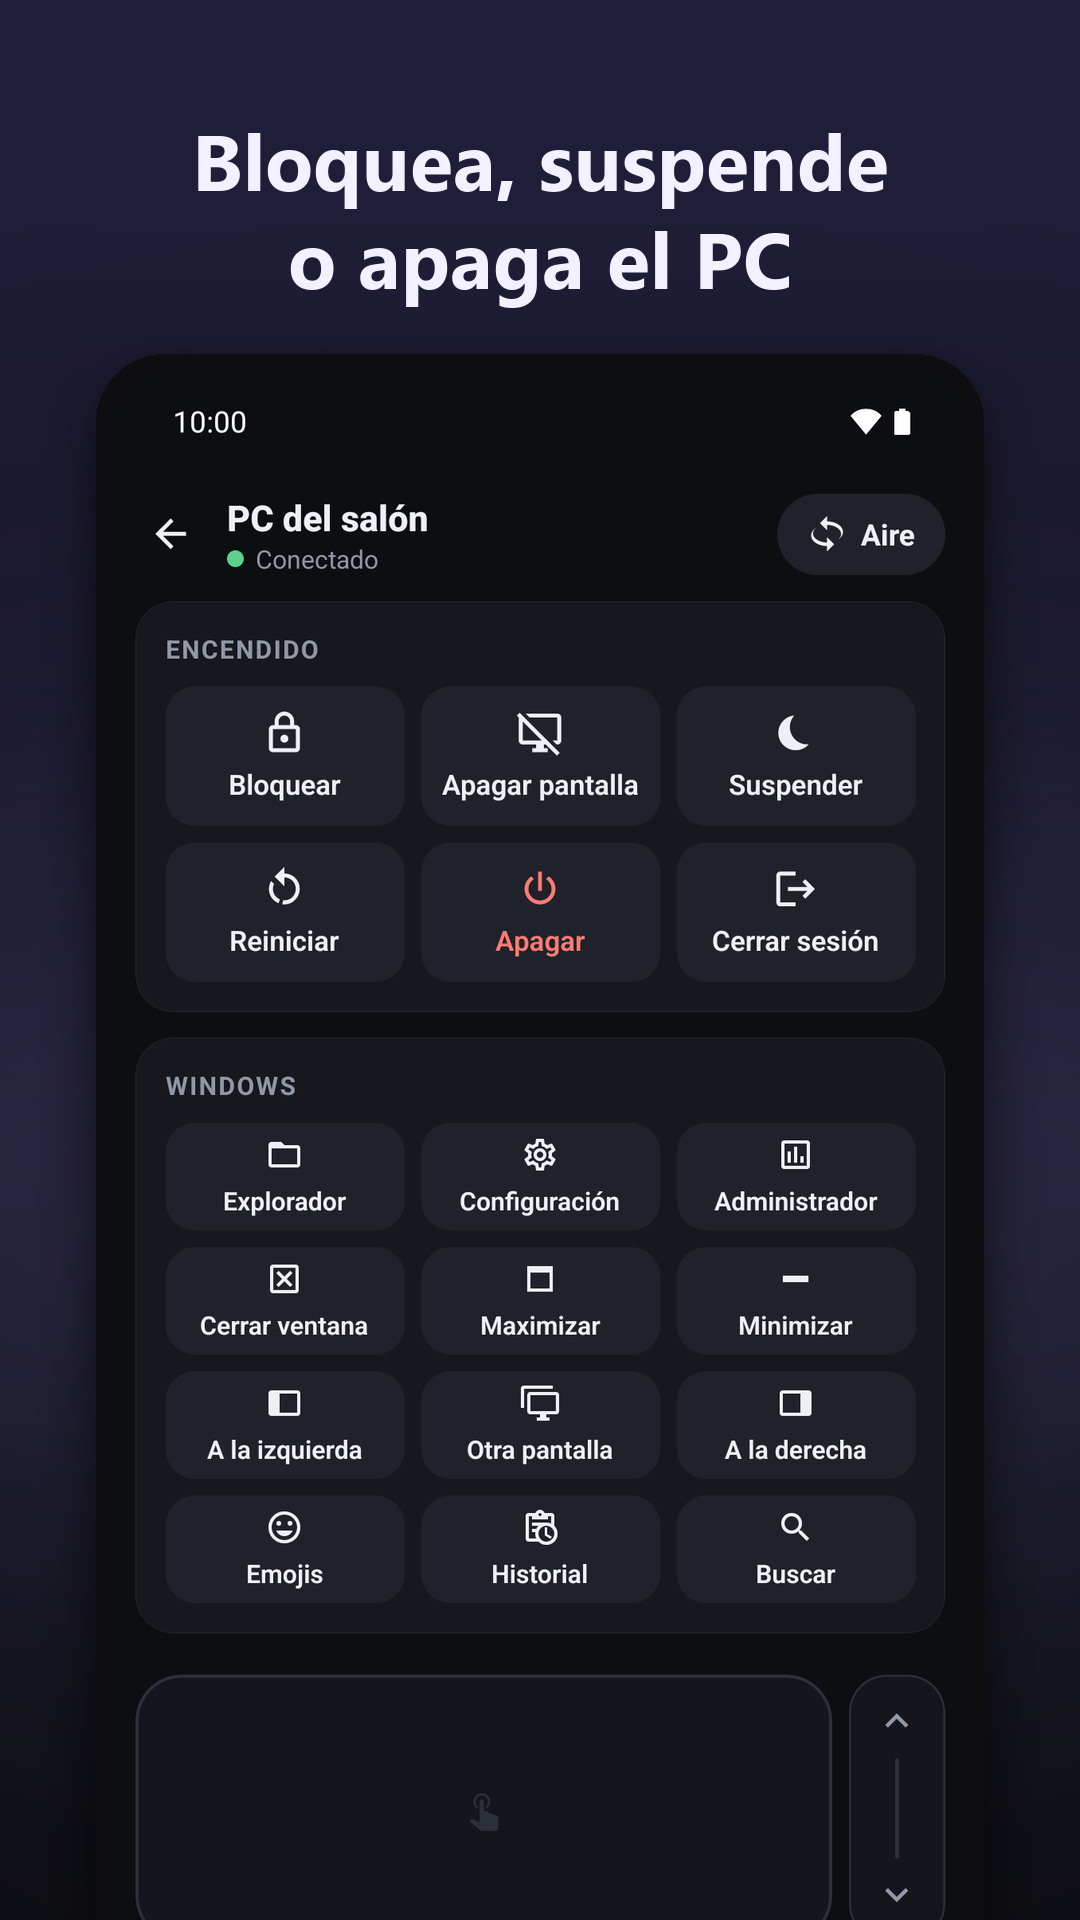 Bloquea, suspende
o apaga el PC
10:00
PC del salón
Conectado
Aire
ENCENDIDO
Bloquear
Apagar pantalla
Suspender
Reiniciar
Apagar
Cerrar sesión
WINDOWS
Explorador
Configuración
Administrador
Cerrar ventana
Maximizar
Minimizar
A la izquierda
Otra pantalla
A la derecha
Emojis
Historial
Buscar